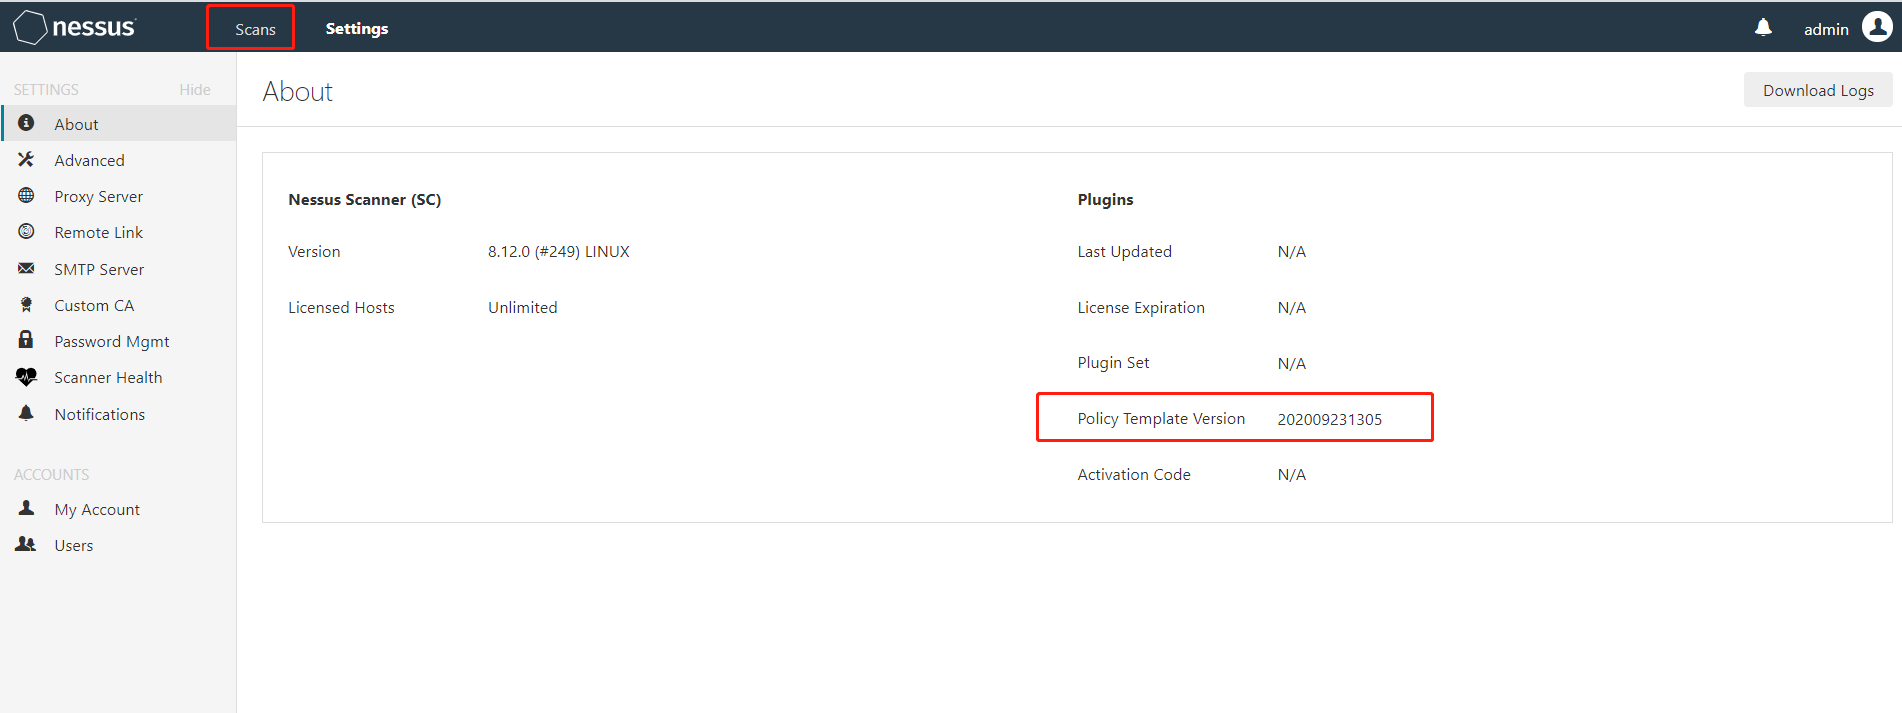 nessus Scans Settings admin
SETTINGS Hide
About
Advanced
Proxy Server
Remote Link
SMTP Server
Custom CA
Password Mgmt
Scanner Health
Notifications
ACCOUNTS
My Account
Users
About Download Logs
Nessus Scanner (SC)
Version 8.12.0 (#249) LINUX
Licensed Hosts Unlimited
Plugins
Last Updated N/A
License Expiration N/A
Plugin Set N/A
Policy Template Version 202009231305
Activation Code N/A